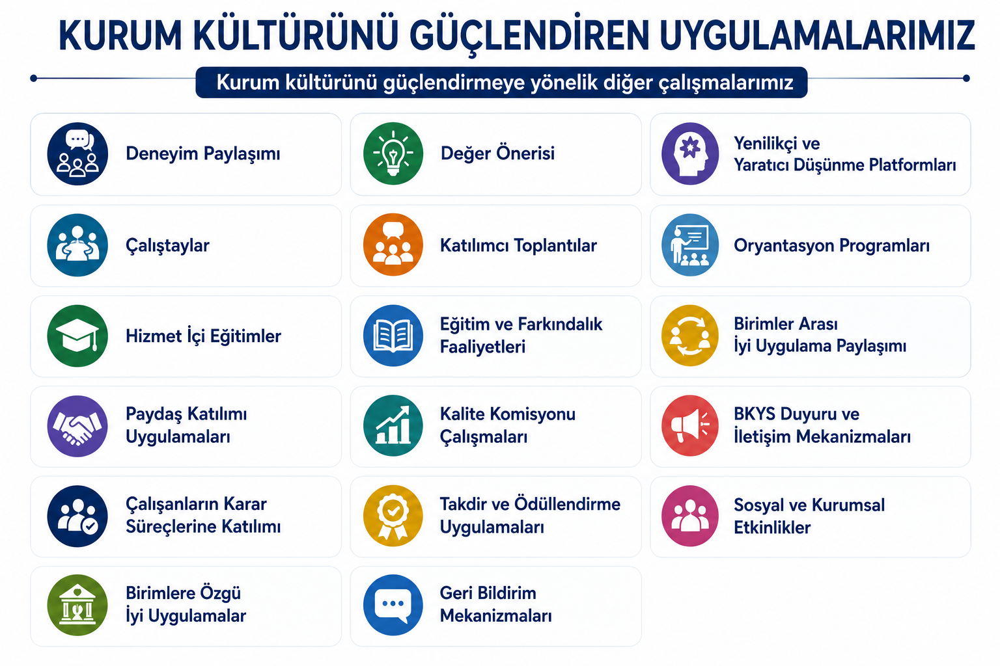 KURUM KÜLTÜRÜNÜ GÜÇLENDİREN UYGULAMALARIMIZ
Kurum kültürünü güçlendirmeye yönelik diğer çalışmalarımız
Deneyim Paylaşımı
Değer Önerisi
Yenilikçi ve
Yaratıcı Düşünme Platformları
Çalıştaylar
Katılımcı Toplantılar
Oryantasyon Programları
Hizmet İçi Eğitimler
Eğitim ve Farkındalık
Faaliyetleri
Birimler Arası
İyi Uygulama Paylaşımı
Paydaş Katılımı
Uygulamaları
Kalite Komisyonu
Çalışmaları
BKYS Duyuru ve
İletişim Mekanizmaları
Çalışanların Karar
Süreçlerine Katılımı
Takdir ve Ödüllendirme
Uygulamaları
Sosyal ve Kurumsal
Etkinlikler
Birimlere Özgü
İyi Uygulamalar
Geri Bildirim
Mekanizmaları